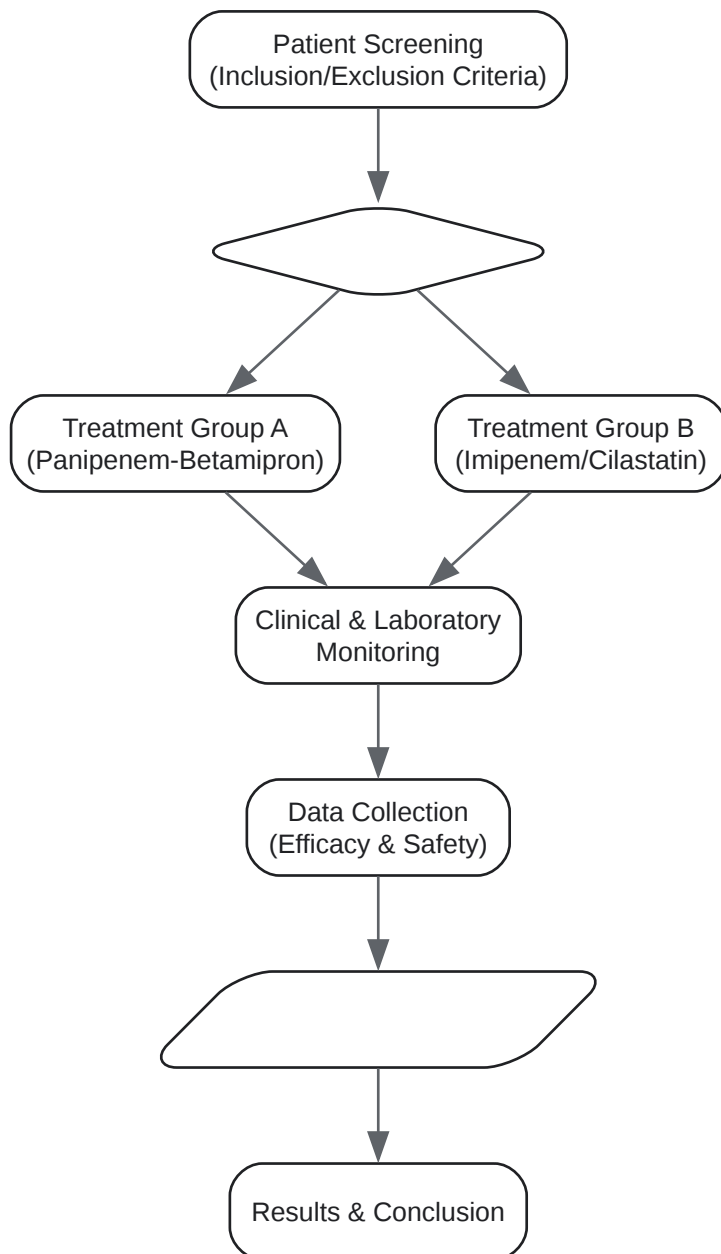 Patient Screening
(Inclusion/Exclusion Criteria)
Treatment Group A
(Panipenem-Betamipron)
Treatment Group B
(Imipenem/Cilastatin)
Clinical & Laboratory
Monitoring
Data Collection
(Efficacy & Safety)
Results & Conclusion